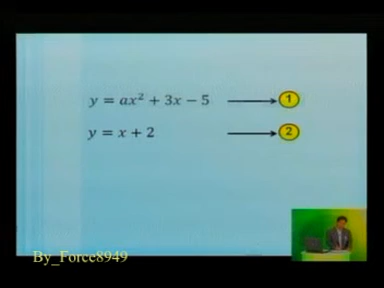 y = ax² + 3x − 5 → 1
y = x + 2 → 2
By_Force8949